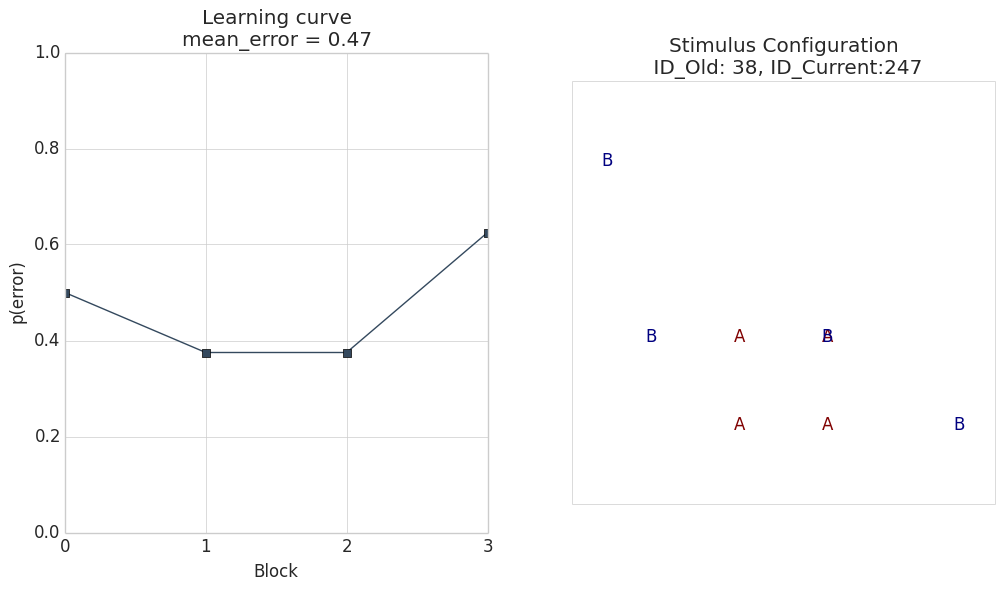 Learning curve
mean_error = 0.47
1.0
0.8
0.6
0.4
0.2
0.0
0 1 2 3
Block
p(error)
Stimulus Configuration
ID_Old: 38, ID_Current:247
B
B A A B
A A B